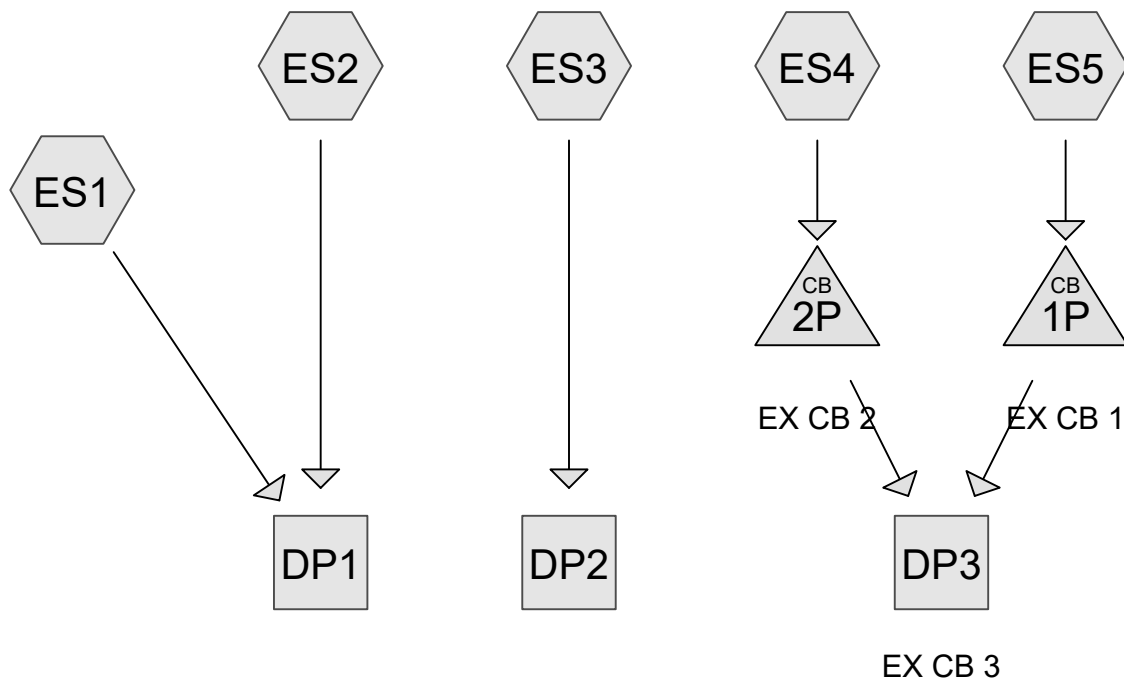 ES2
ES3
ES4
ES5
ES1
CB
2P
CB
1P
EX CB 2
EX CB 1
DP1
DP2
DP3
EX CB 3